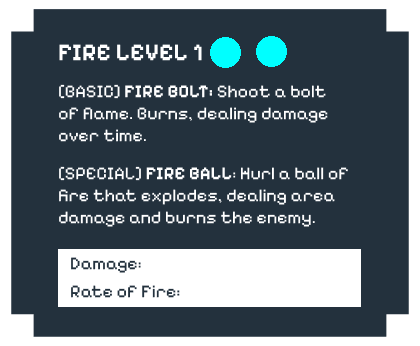 FIRE LEVEL 1
(BASIC) FIRE BOLT: Shoot a bolt
of flame. Burns, dealing damage
over time.
(SPECIAL) FIRE BALL: Hurl a ball of
fire that explodes, dealing area
damage and burns the enemy.
Damage:
Rate of Fire: